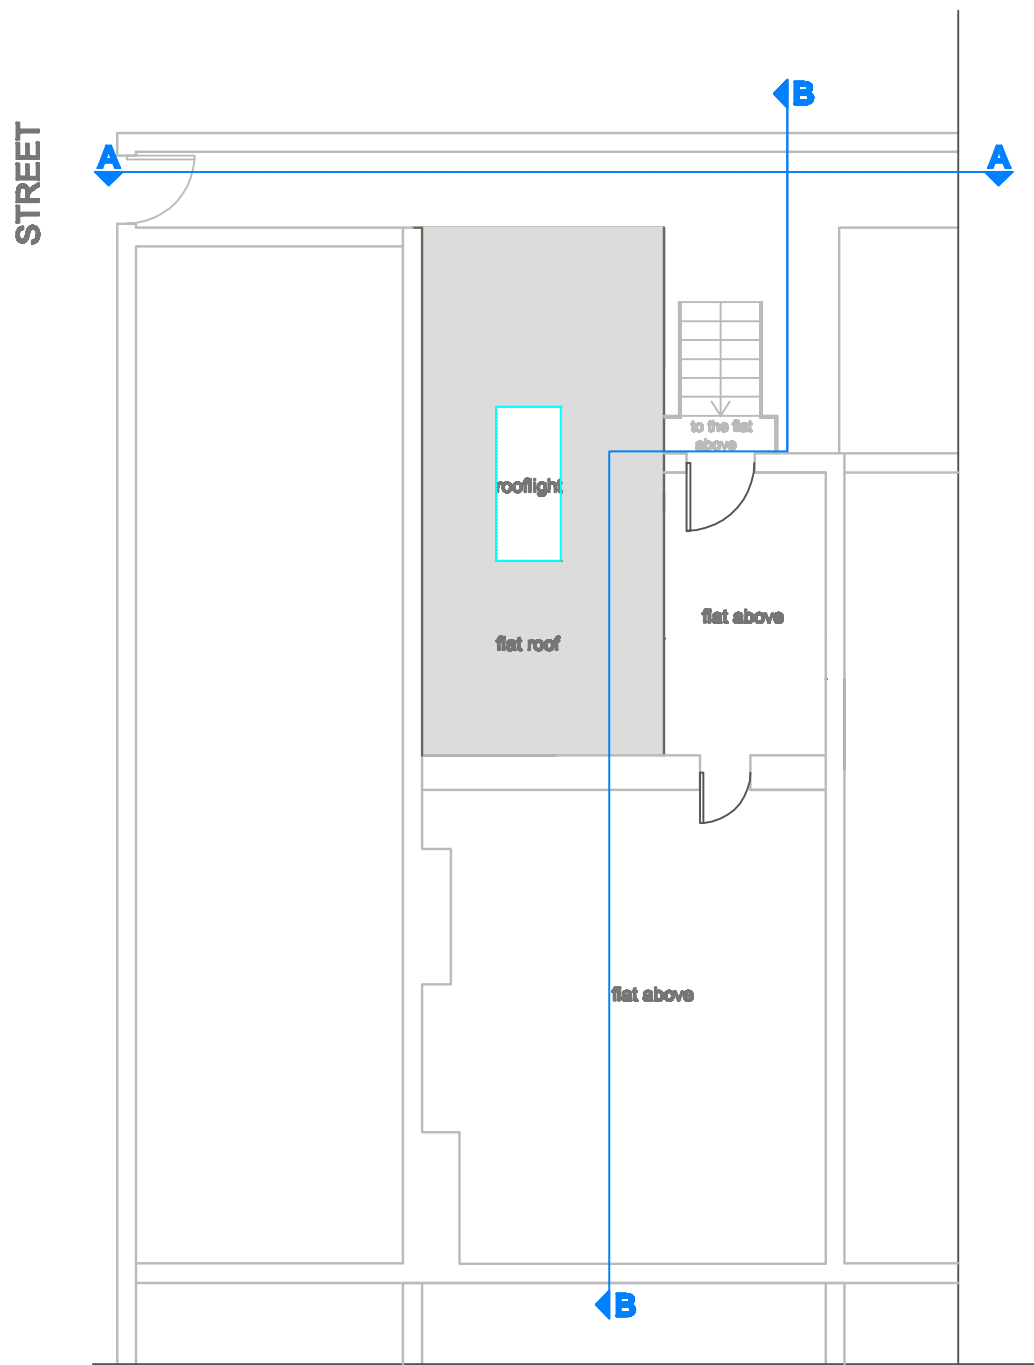 B
STREET
A
A
to the flat
above
rooflight
flat above
flat roof
flat above
B